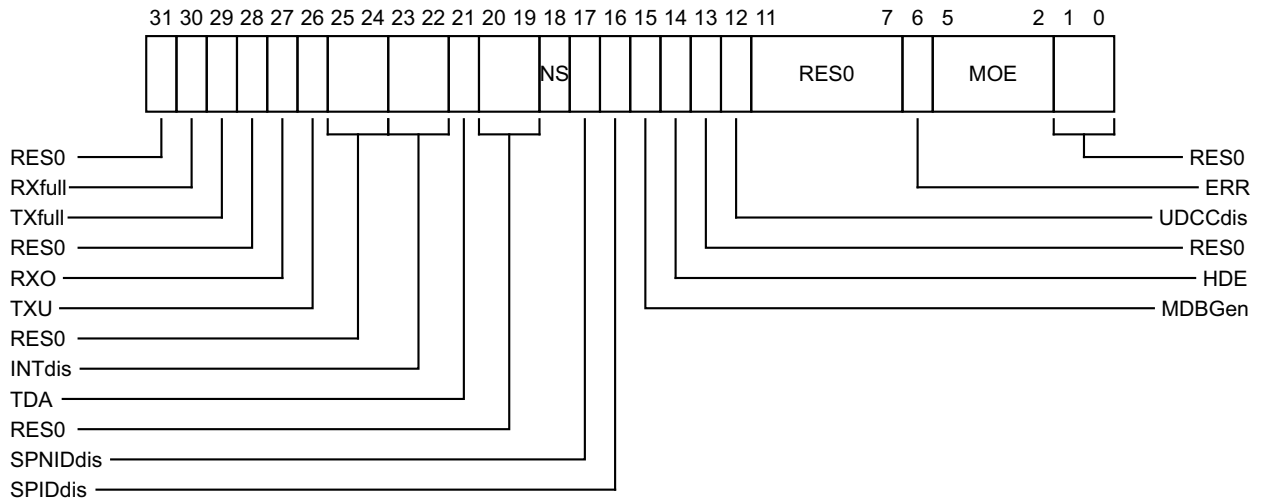 31 30 29 28 27 26 25 24 23 22 21 20 19 18 17 16 15 14 13 12 11 7 6 5 2 1 0
NS RES0 MOE
RES0 RES0
RXfull ERR
TXfull UDCCdis
RES0 RES0
RXO HDE
TXU MDBGen
RES0
INTdis
TDA
RES0
SPNIDdis
SPIDdis